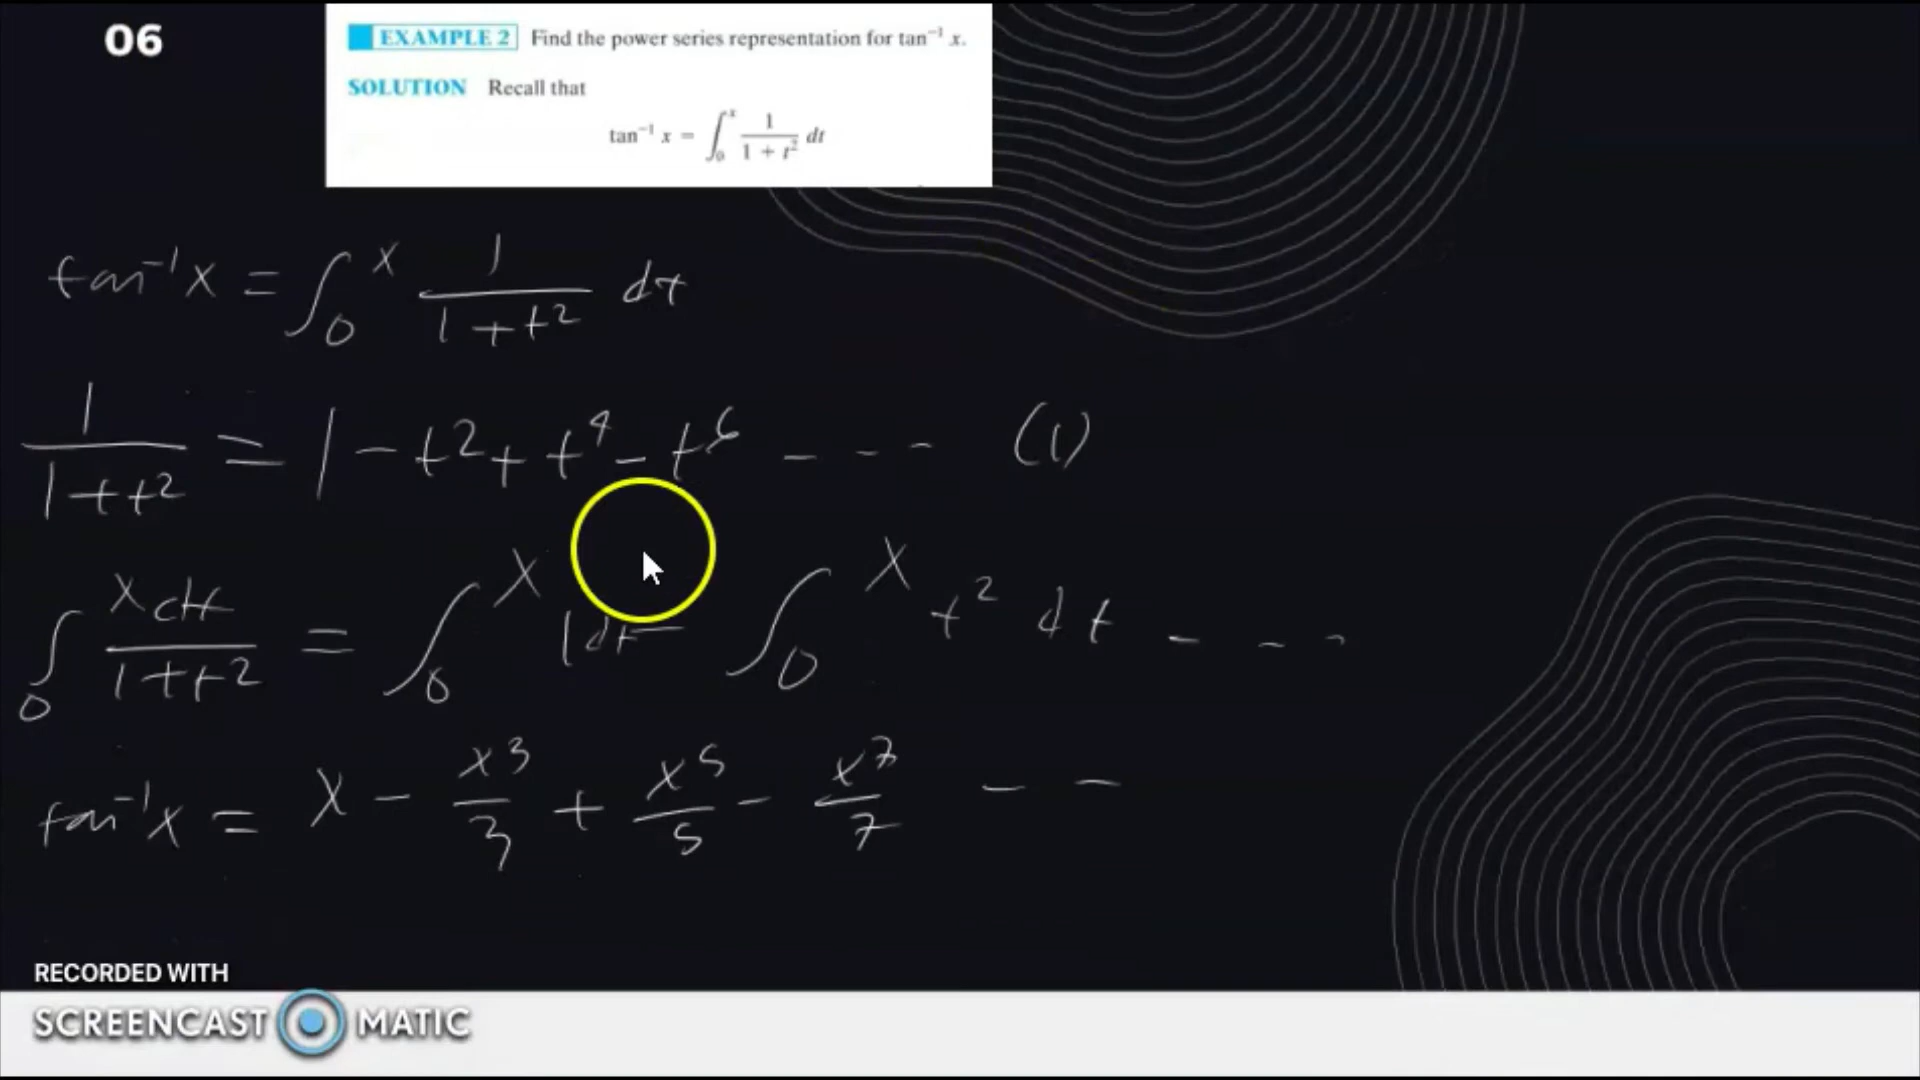 06
EXAMPLE 2 Find the power series representation for tan⁻¹ x.
SOLUTION Recall that
tan⁻¹ x = ∫₀ˣ 1/(1 + t²) dt
tan⁻¹x = ∫₀ˣ 1/(1+t²) dt
1/(1+t²) = 1 - t² + t⁴ - t⁶ - - - (1)
∫₀ˣ dt/(1+t²) = ∫₀ˣ 1dt - ∫₀ˣ t² dt - - -
tan⁻¹x = x - x³/3 + x⁵/5 - x⁷/7 - -
RECORDED WITH
SCREENCAST MATIC